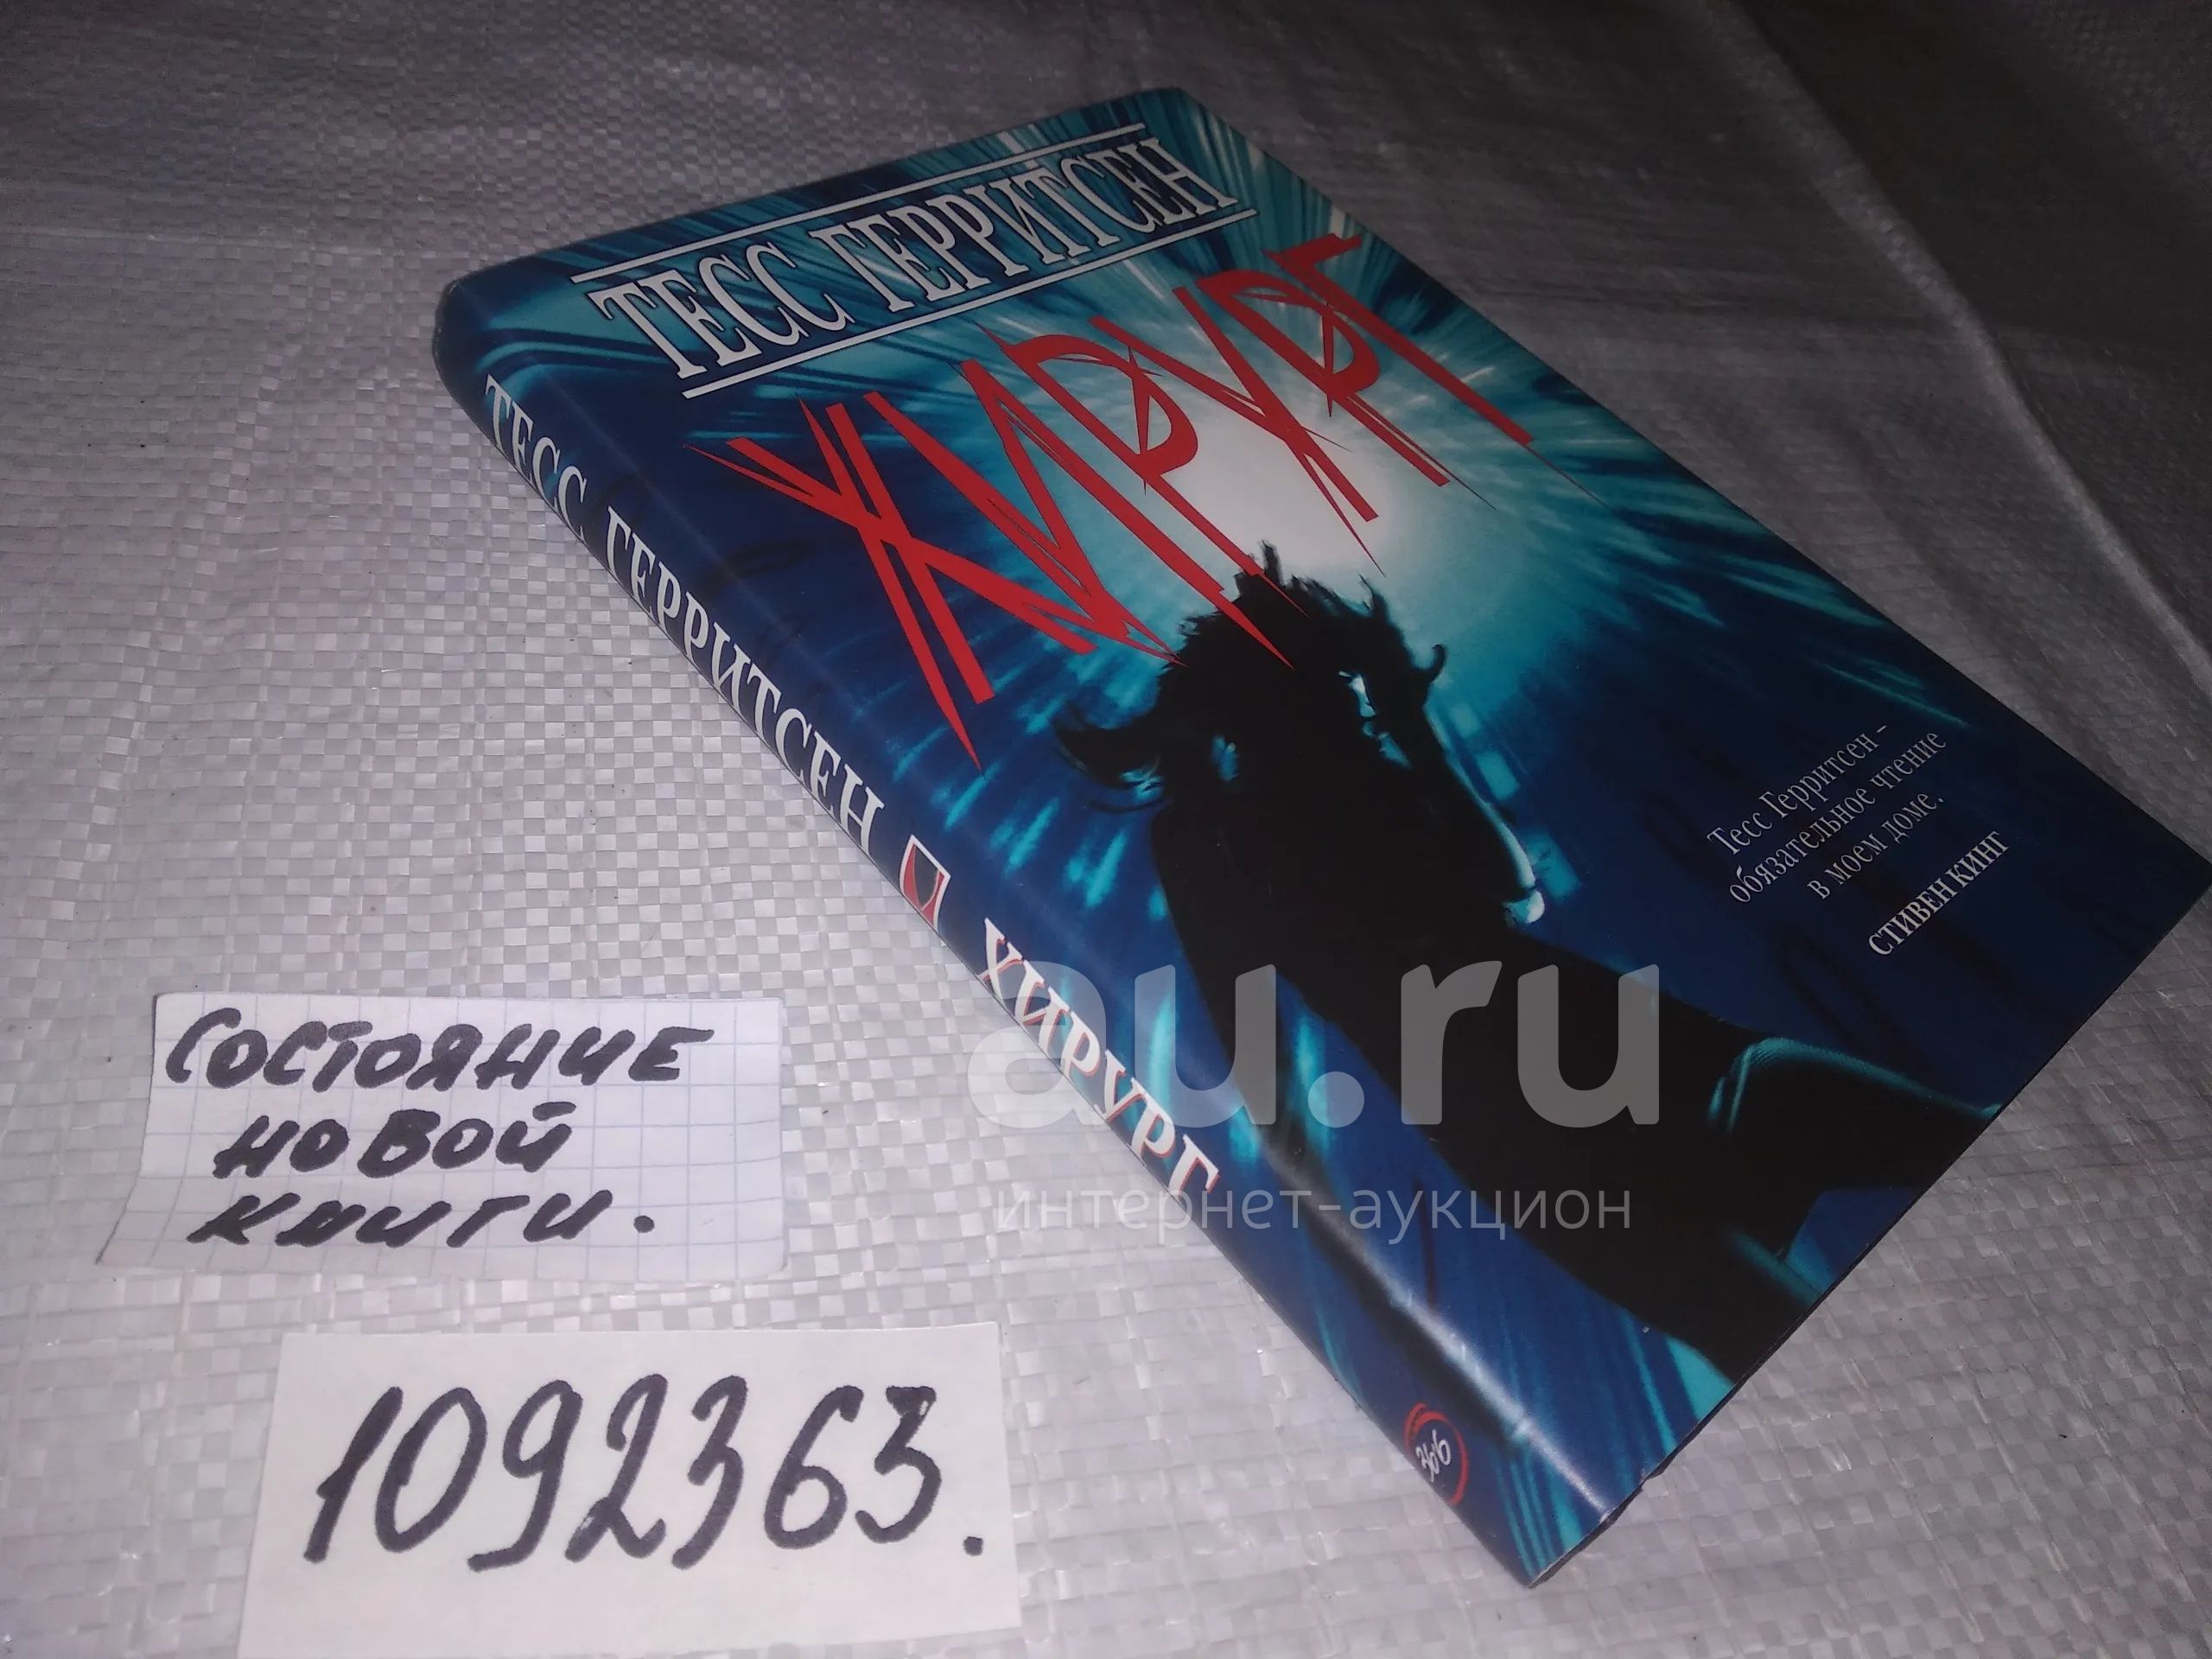 ТЕСС ГЕРРИТСЕН
ХИРУРГ
Тесс Герритсен –
обязательное чтение
в моем доме.
СТИВЕН КИНГ
ТЕСС ГЕРРИТСЕН ХИРУРГ
au.ru
интернет-аукцион
СОСТОЯНИЕ
НОВОЙ
КНИГИ.
1092363.